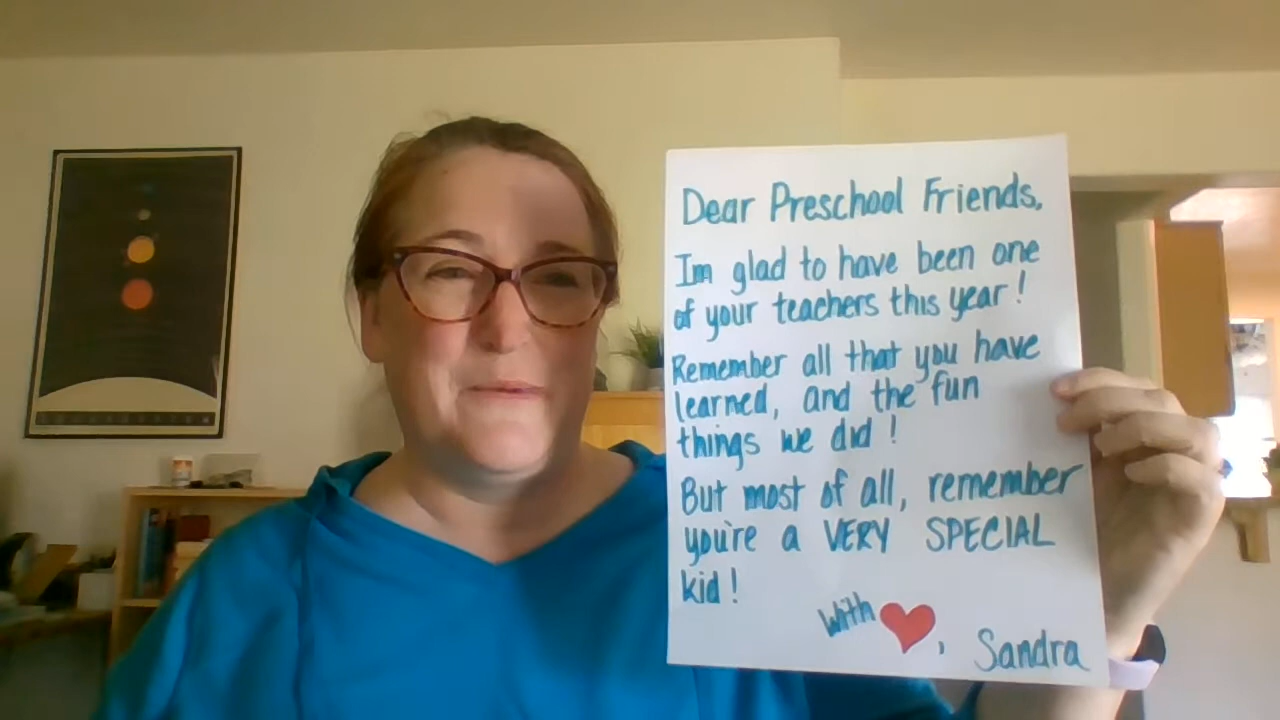 Dear Preschool Friends,
Im glad to have been one
of your teachers this year!
Remember all that you have
learned, and the fun
things we did!
But most of all, remember
you're a VERY SPECIAL
kid!
With ♥,
Sandra